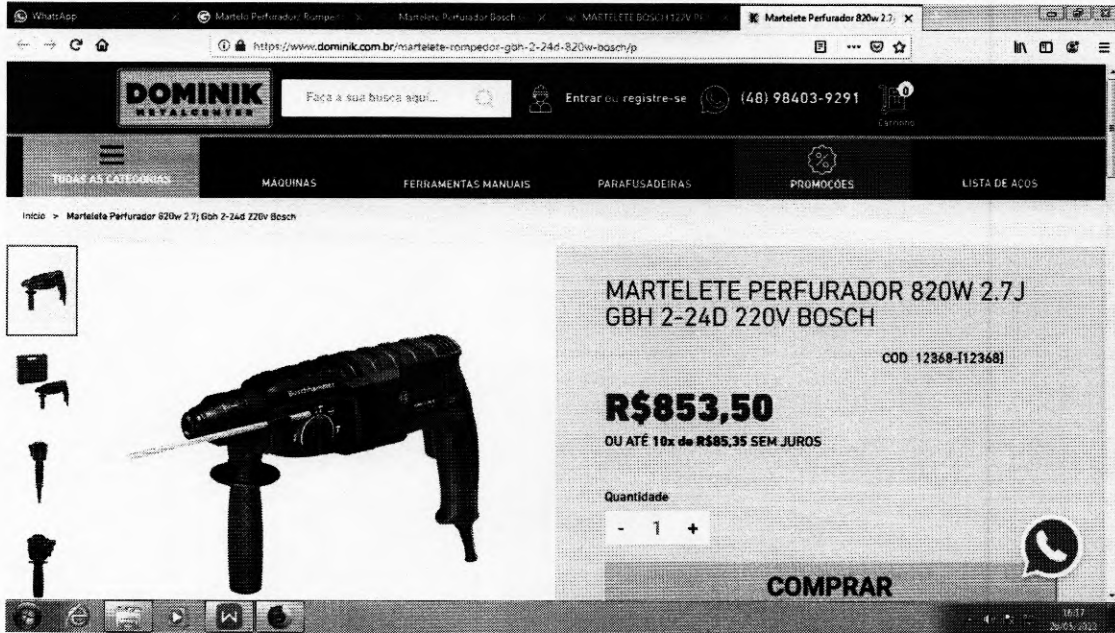 WhatsApp
Martelo Perfurador/ Rompe
Martelete Perfurador Bosch
MARTELETE BOSCH 127V
Martelete Perfurador 820w 2.7
https://www.dominik.com.br/martelete-rompedor-gbh-2-24d-820w-bosch/p
DOMINIK
METALCENTER
Faça a sua busca aqui...
Entrar ou registre-se
(48) 98403-9291
0
Carrinho
TODAS AS CATEGORIAS
MÁQUINAS
FERRAMENTAS MANUAIS
PARAFUSADEIRAS
PROMOÇÕES
LISTA DE AÇOS
Início > Martelete Perfurador 820w 2.7j Gbh 2-24d 220v Bosch
MARTELETE PERFURADOR 820W 2.7J
GBH 2-24D 220V BOSCH
COD 12368-[12368]
R$853,50
OU ATÉ 10x de R$85,35 SEM JUROS
Quantidade
- 1 +
COMPRAR
16:17